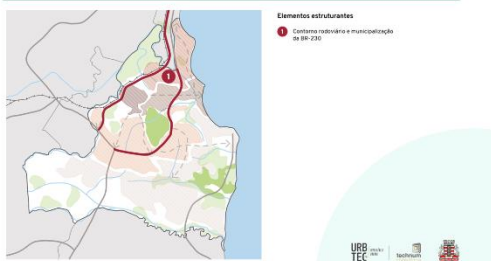 Elementos estruturantes
1 Contorno rodoviário e municipalização
da BR-230
1
URB
TEC
technum